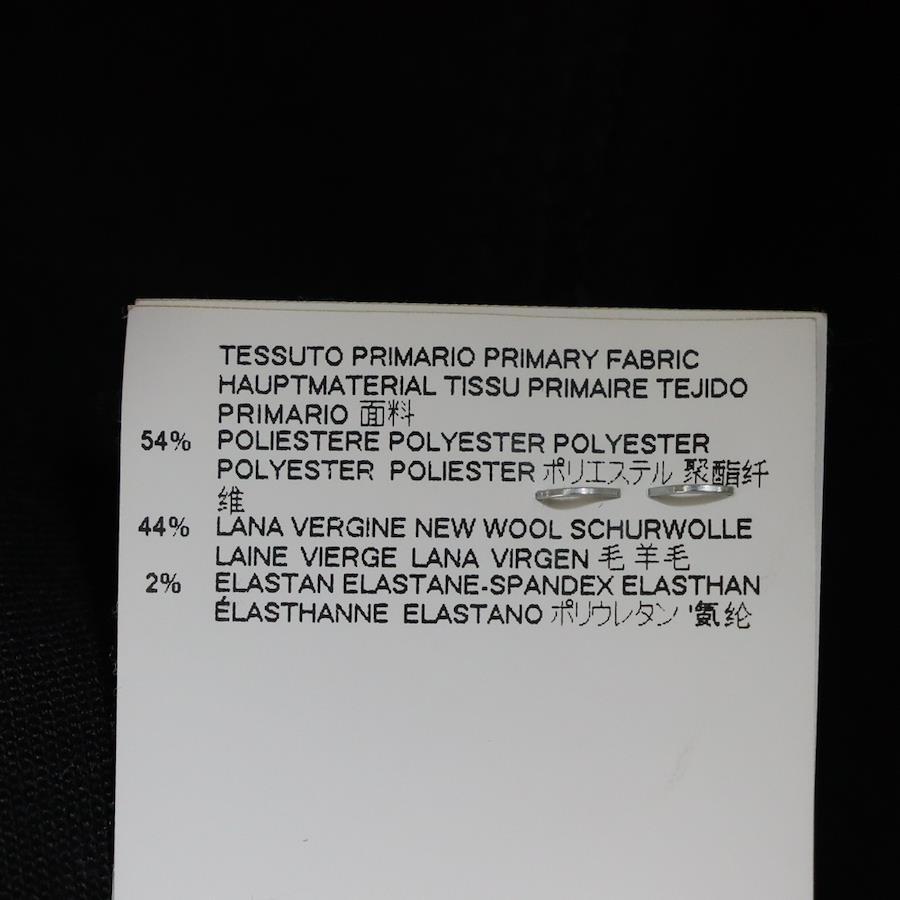 TESSUTO PRIMARIO PRIMARY FABRIC
HAUPTMATERIAL TISSU PRIMAIRE TEJIDO
PRIMARIO 面料
54% POLIESTERE POLYESTER POLYESTER
POLYESTER POLIESTER ポリエステル 聚酯纤
维
44% LANA VERGINE NEW WOOL SCHURWOLLE
LAINE VIERGE LANA VIRGEN 毛 羊毛
2% ELASTAN ELASTANE-SPANDEX ELASTHAN
ÉLASTHANNE ELASTANO ポリウレタン 氨纶